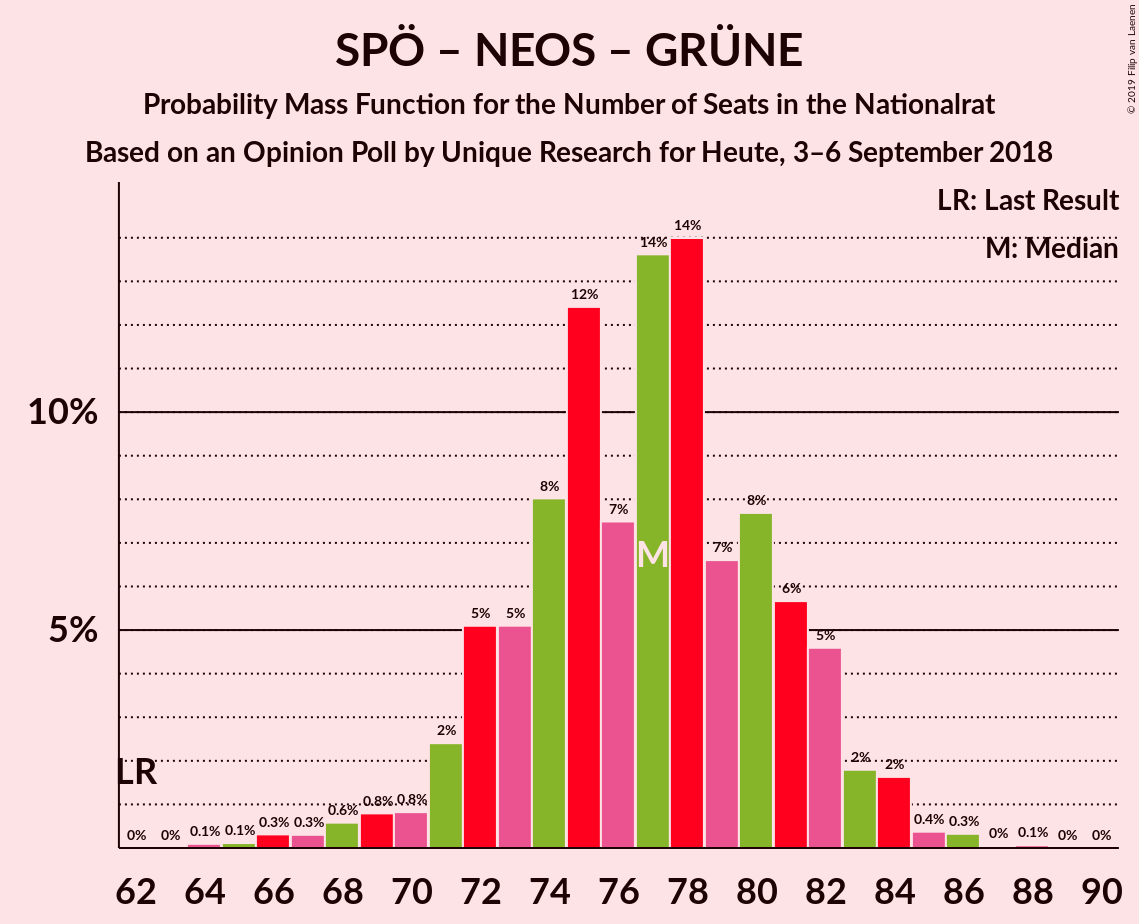 SPÖ – NEOS – GRÜNE
Probability Mass Function for the Number of Seats in the Nationalrat
Based on an Opinion Poll by Unique Research for Heute, 3–6 September 2018
© 2019 Filip van Laenen
LR: Last Result
M: Median
10%
5%
LR
M
0% 0% 0.1% 0.1% 0.3% 0.3% 0.6% 0.8% 0.8% 2% 5% 5% 8% 12% 7% 14% 14% 7% 8% 6% 5% 2% 2% 0.4% 0.3% 0% 0.1% 0% 0%
62 64 66 68 70 72 74 76 78 80 82 84 86 88 90